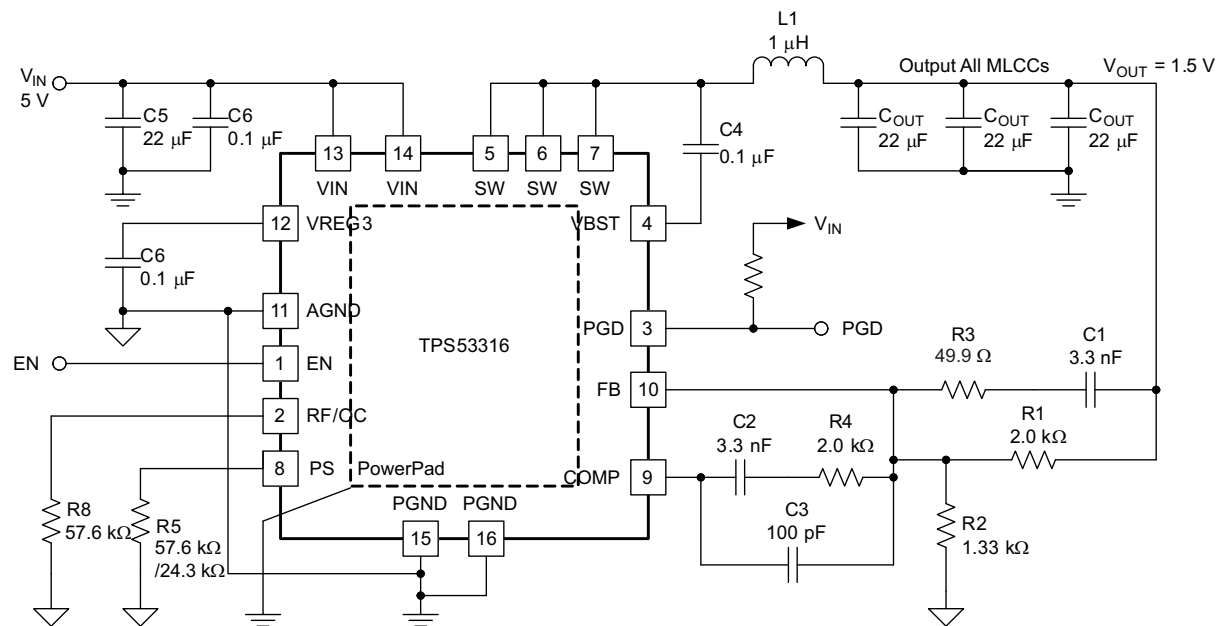 L1
1 μH
V_IN
5 V
Output All MLCCs
V_OUT = 1.5 V
C5
22 μF
C6
0.1 μF
C4
0.1 μF
C_OUT
22 μF
C_OUT
22 μF
C_OUT
22 μF
13
14
5
6
7
VIN
VIN
SW
SW
SW
12
VREG3
VBST
4
V_IN
C6
0.1 μF
11
AGND
TPS53316
PGD
3
PGD
EN
1
EN
R3
49.9 Ω
C1
3.3 nF
FB
10
2
RF/OC
C2
3.3 nF
R4
2.0 kΩ
R1
2.0 kΩ
8
PS
PowerPad
COMP
9
PGND
PGND
R8
57.6 kΩ
R5
57.6 kΩ
/24.3 kΩ
15
16
C3
100 pF
R2
1.33 kΩ